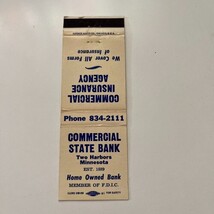 We Cover All Forms
of Insurance
COMMERCIAL
INSURANCE
AGENCY
Phone 834-2111
COMMERCIAL
STATE BANK
Two Harbors
Minnesota
EST. 1909
Home Owned Bank
MEMBER OF F.D.I.C.